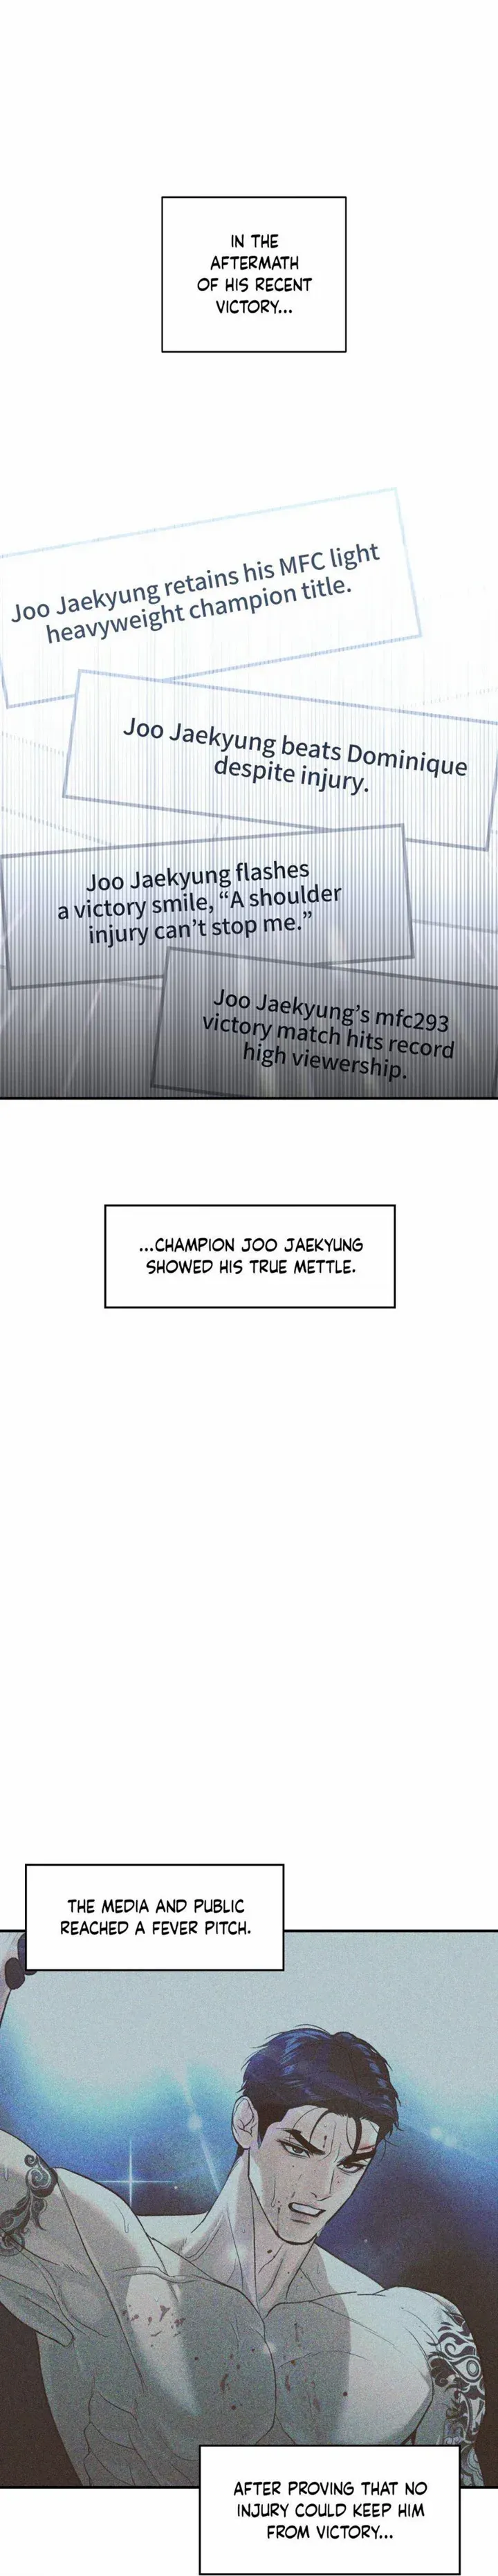 IN THE
AFTERMATH
OF HIS RECENT
VICTORY...
Joo Jaekyung retains his MFC light
heavyweight champion title.
Joo Jaekyung beats Dominique
despite injury.
Joo Jaekyung flashes
a victory smile, “A shoulder
injury can’t stop me.”
Joo Jaekyung’s mfc293
victory match hits record
high viewership.
...CHAMPION JOO JAEKYUNG
SHOWED HIS TRUE METTLE.
THE MEDIA AND PUBLIC
REACHED A FEVER PITCH.
AFTER PROVING THAT NO
INJURY COULD KEEP HIM
FROM VICTORY...